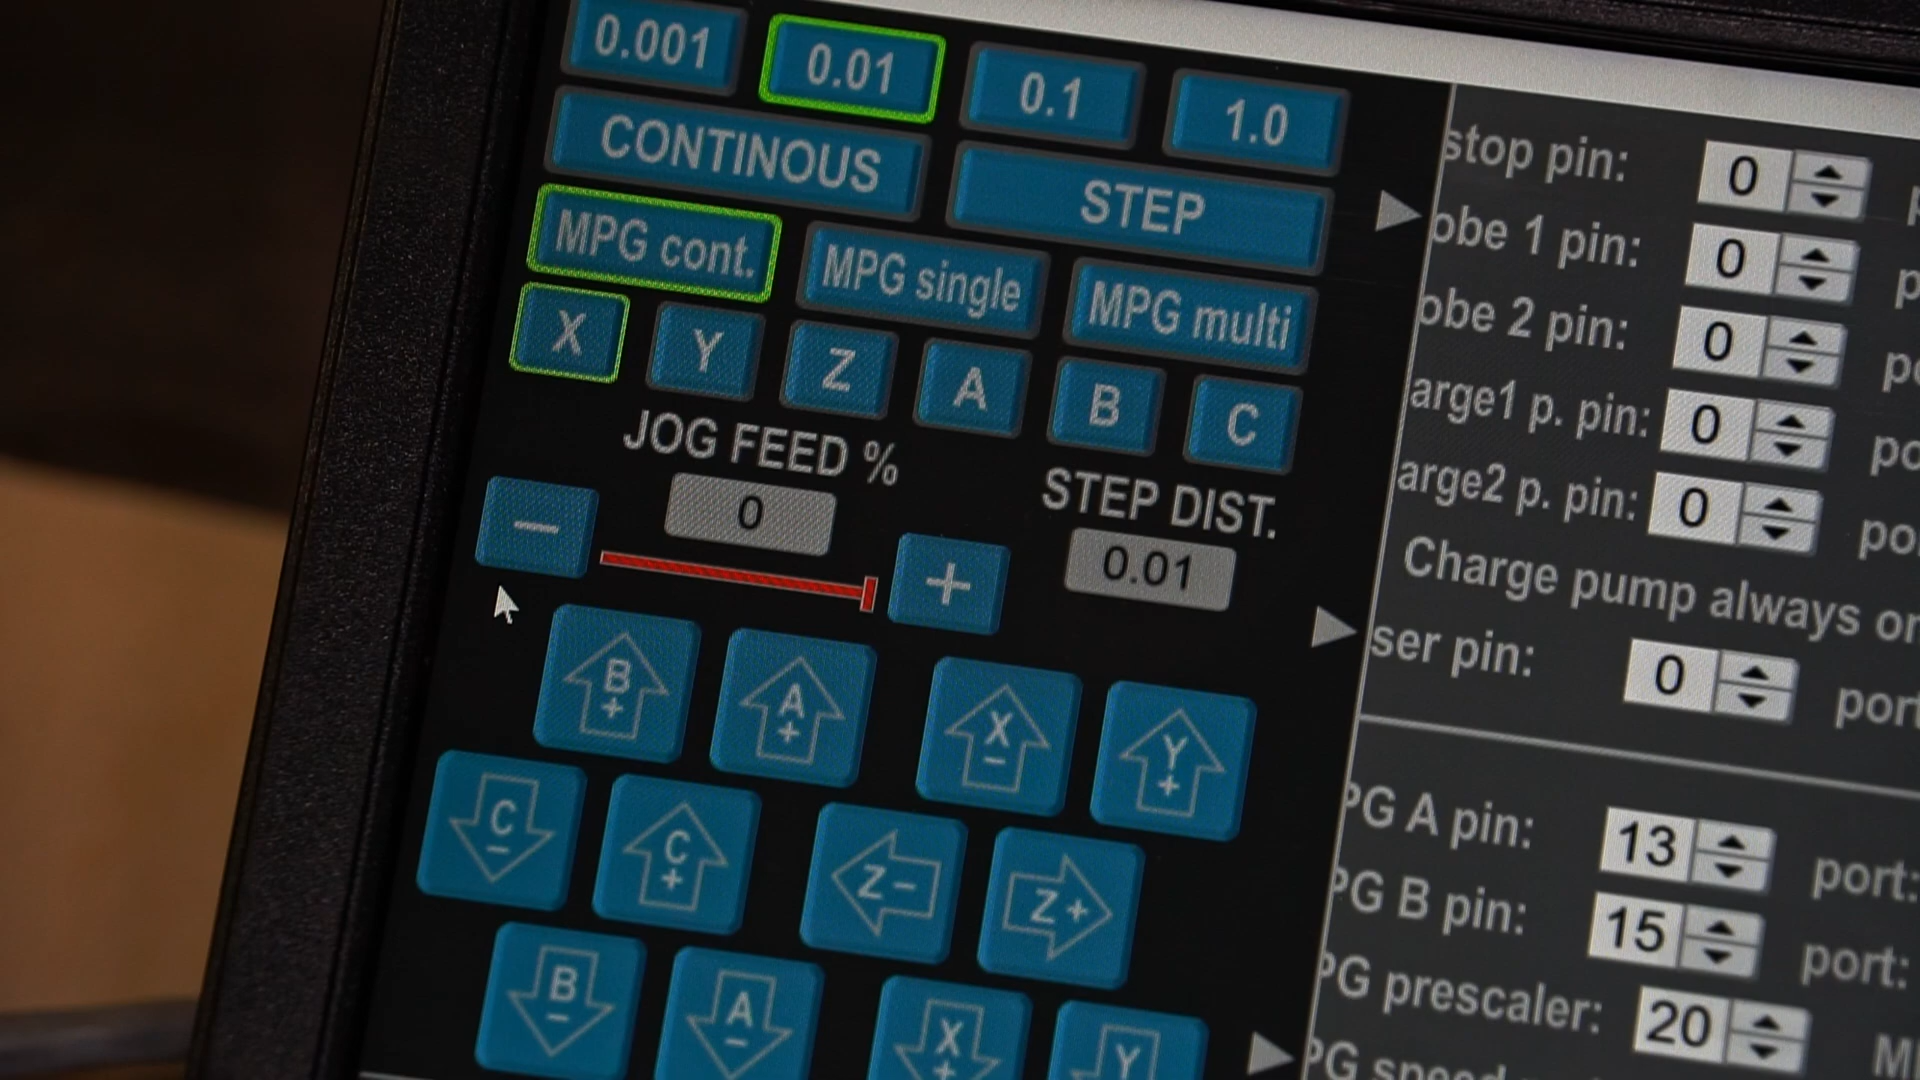 0.001 0.01 0.1 1.0
CONTINOUS STEP
MPG cont. MPG single MPG multi
X Y Z A B C
JOG FEED % STEP DIST.
− 0 + 0.01
B+ A+ X− Y+
C− C+ Z− Z+
B− A− X+ Y
stop pin: 0
obe 1 pin: 0
obe 2 pin: 0
arge1 p. pin: 0
arge2 p. pin: 0
Charge pump always on
ser pin: 0 port
PG A pin: 13 port:
PG B pin: 15 port:
PG prescaler: 20
PG speed